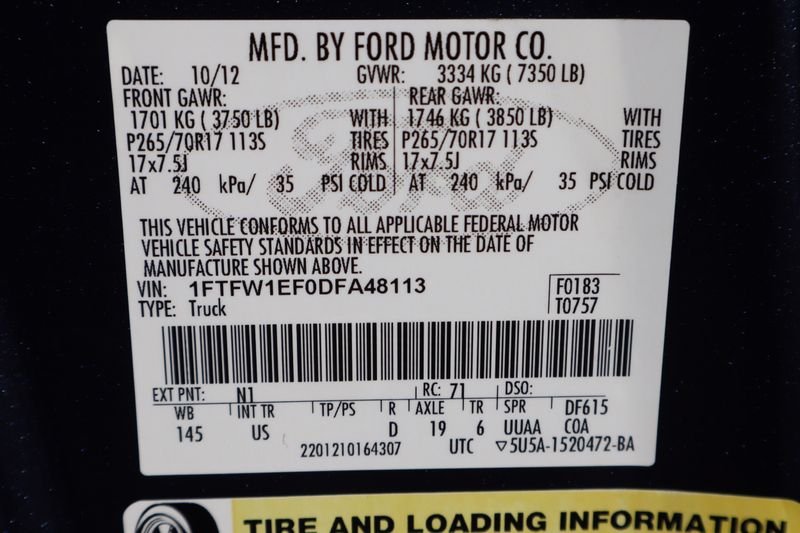 MFD. BY FORD MOTOR CO.
DATE: 10/12 GVWR: 3334 KG ( 7350 LB)
FRONT GAWR: REAR GAWR:
1701 KG ( 3750 LB) WITH 1746 KG ( 3850 LB) WITH
P265/70R17 113S TIRES P265/70R17 113S TIRES
17x7.5J RIMS 17x7.5J RIMS
AT 240 kPa/ 35 PSI COLD AT 240 kPa/ 35 PSI COLD
Ford
THIS VEHICLE CONFORMS TO ALL APPLICABLE FEDERAL MOTOR
VEHICLE SAFETY STANDARDS IN EFFECT ON THE DATE OF
MANUFACTURE SHOWN ABOVE.
VIN: 1FTFW1EF0DFA48113 F0183
TYPE: Truck T0757
EXT PNT: N1 RC: 71 DSO:
WB INT TR TP/PS R AXLE TR SPR DF615
145 US D 19 6 UUAA COA
2201210164307 UTC ▽5U5A-1520472-BA
TIRE AND LOADING INFORMATION